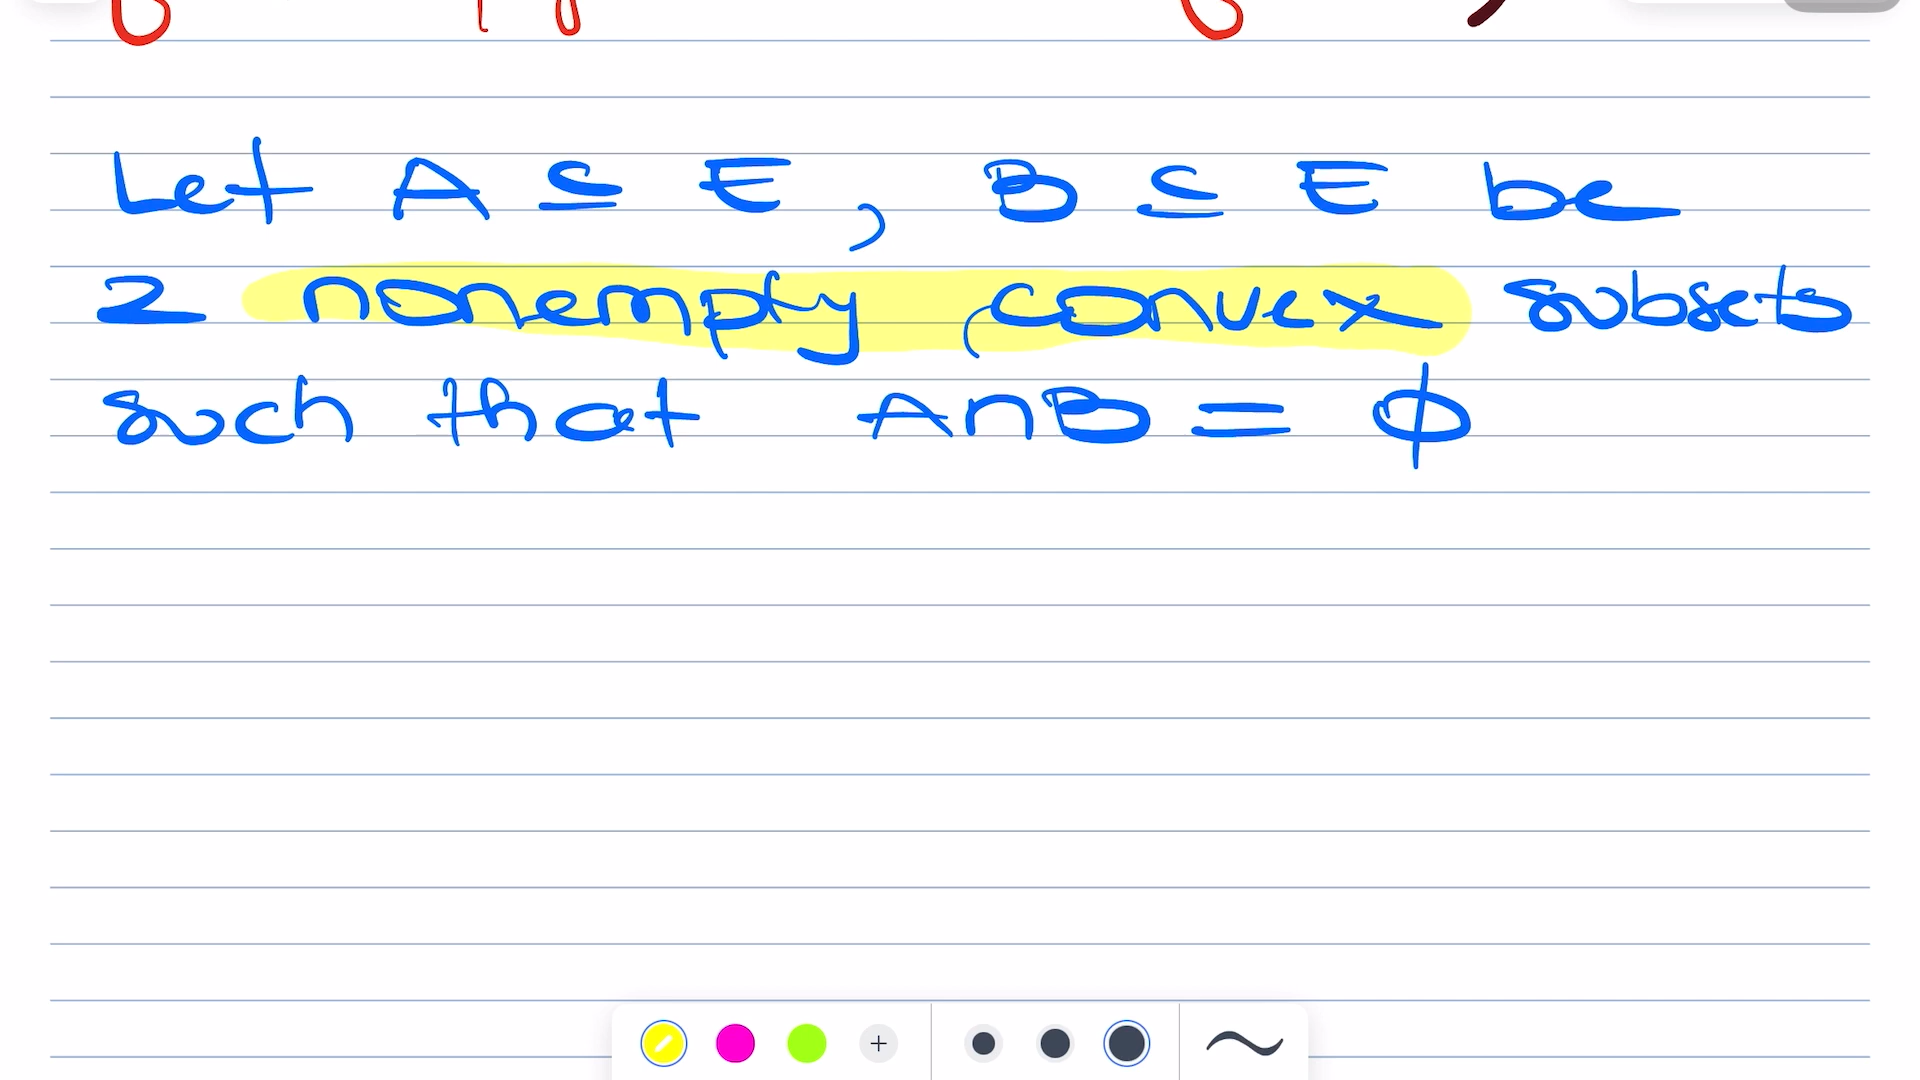 Let A ⊆ E , B ⊆ E be
2 nonempty convex subsets
such that A∩B = ϕ